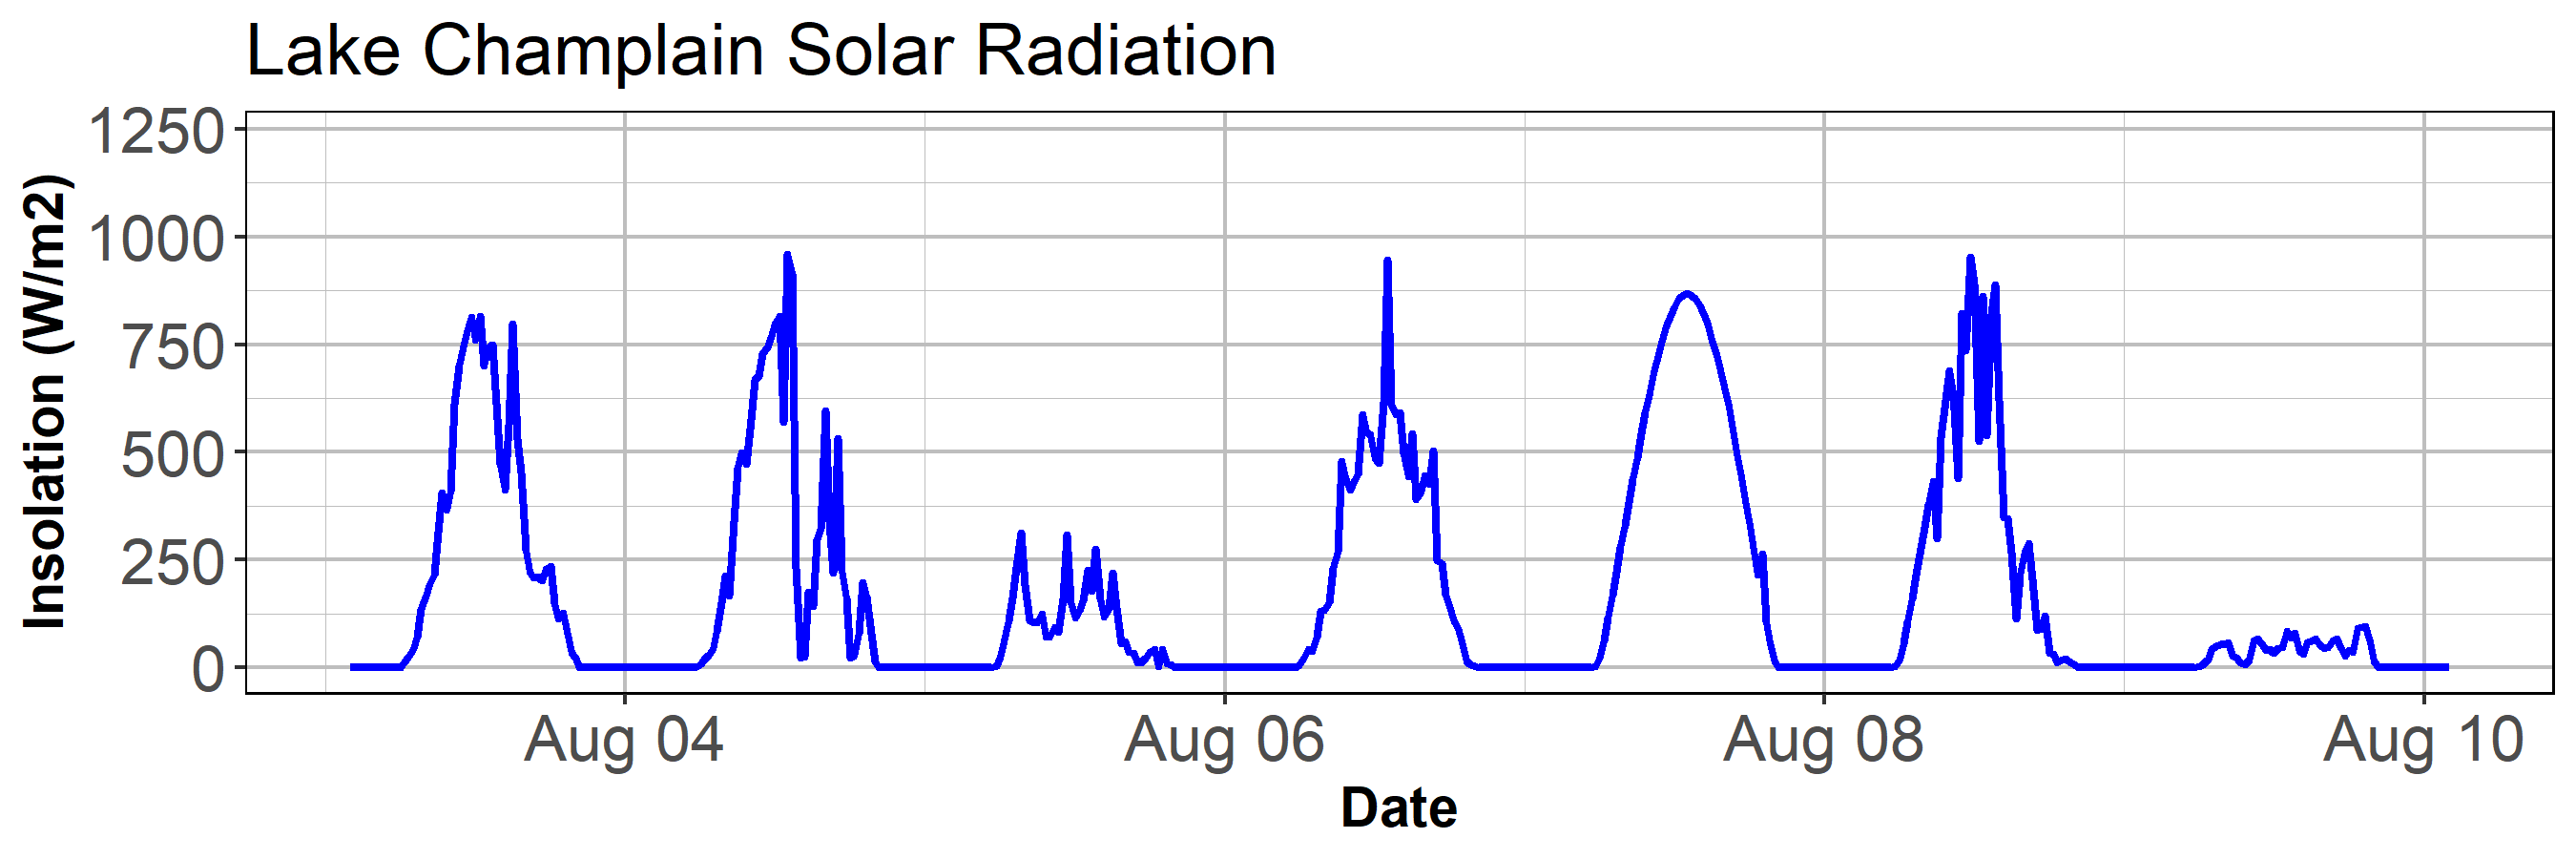 Lake Champlain Solar Radiation
1250
1000
750
500
250
0
Insolation (W/m2)
Aug 04
Aug 06
Aug 08
Aug 10
Date